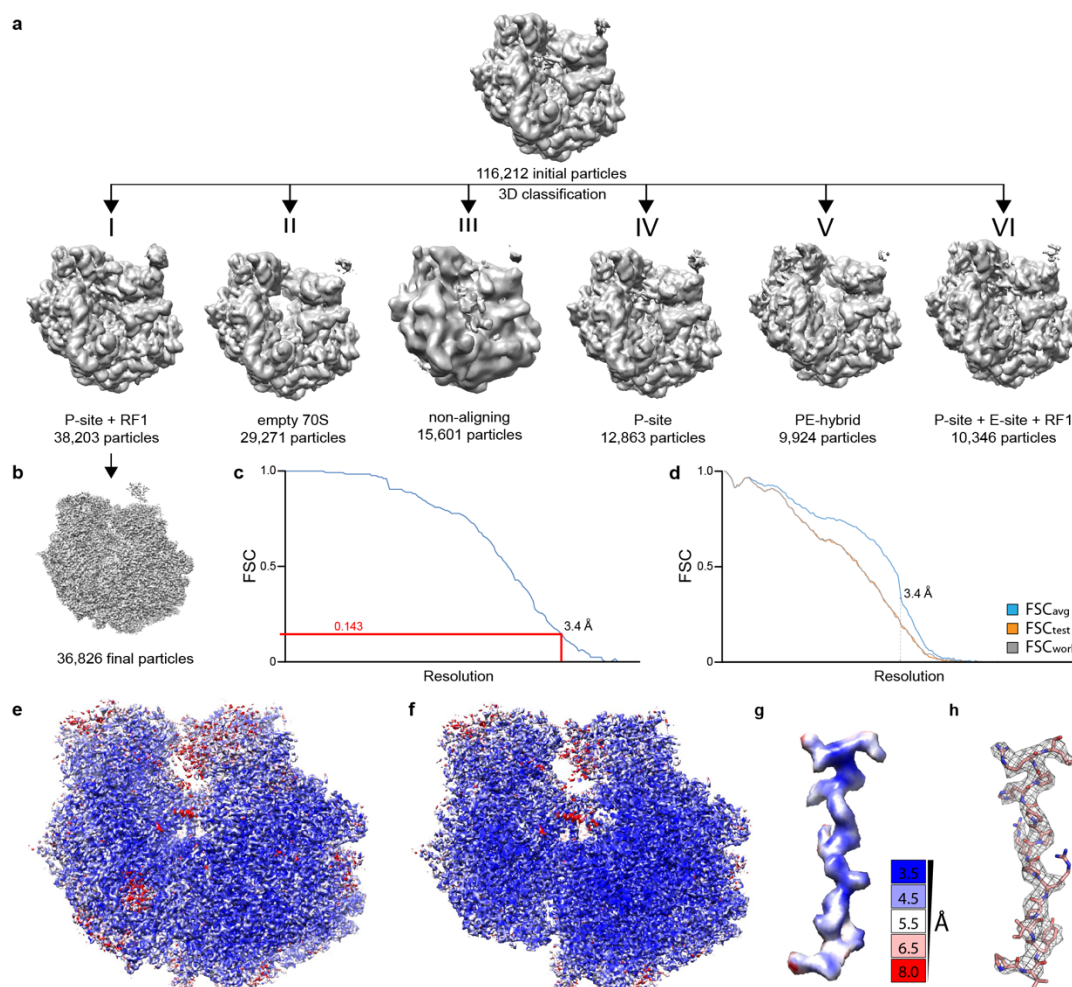 a
116,212 initial particles
3D classification
I
II
III
IV
V
VI
P-site + RF1
38,203 particles
empty 70S
29,271 particles
non-aligning
15,601 particles
P-site
12,863 particles
PE-hybrid
9,924 particles
P-site + E-site + RF1
10,346 particles
b
36,826 final particles
c
1.0
0.5
0
FSC
0.143
3.4 Å
Resolution
d
1.0
0.5
0
FSC
3.4 Å
FSCavg
FSCtest
FSCwork
Resolution
e
f
g
3.5
4.5
5.5
6.5
8.0
Å
h